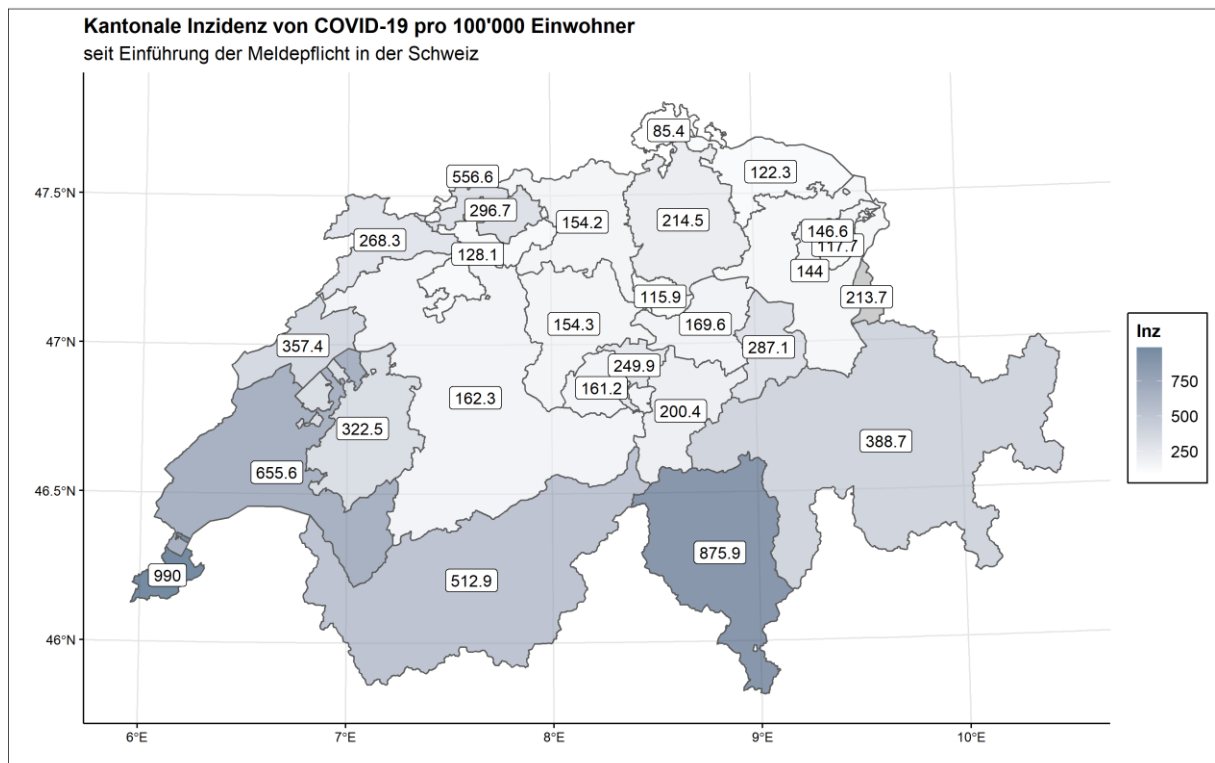 Kantonale Inzidenz von COVID-19 pro 100'000 Einwohner
seit Einführung der Meldepflicht in der Schweiz
85.4
122.3
556.6
47.5°N
296.7
154.2
214.5
146.6
117.7
268.3
128.1
144
115.9
213.7
154.3
169.6
47°N
357.4
287.1
249.9
161.2
162.3
200.4
322.5
388.7
655.6
46.5°N
875.9
990
512.9
46°N
6°E
7°E
8°E
9°E
10°E
Inz
750
500
250